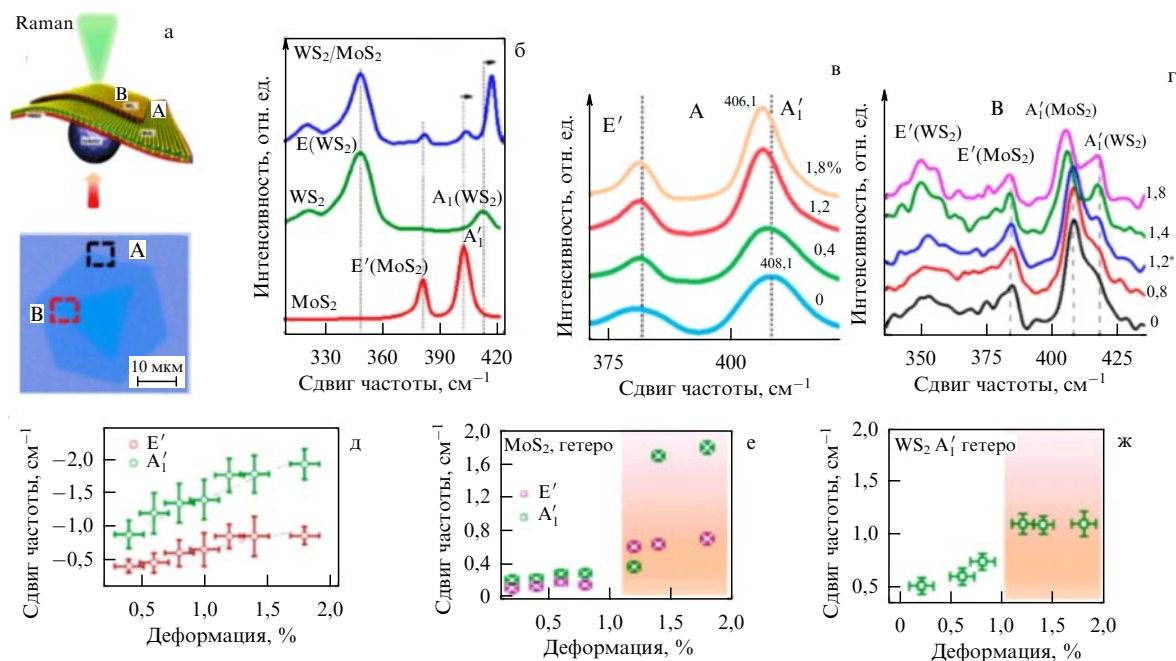 Raman
а
B
A
A
B
10 мкм
б
Интенсивность, отн. ед.
WS₂/MoS₂
E(WS₂)
WS₂
A₁(WS₂)
E′(MoS₂)
A′₁
MoS₂
330 360 390 420
Сдвиг частоты, см⁻¹
в
Интенсивность, отн. ед.
E′
A
406,1
A′₁
1,8%
1,2
0,4
408,1
0
375 400
Сдвиг частоты, см⁻¹
г
Интенсивность, отн. ед.
B
A′₁(MoS₂)
E′(WS₂)
E′(MoS₂)
A′₁(WS₂)
1,8
1,4
1,2*
0,8
0
350 375 400 425
Сдвиг частоты, см⁻¹
д
Сдвиг частоты, см⁻¹
E′
A′₁
−2,0
−1,5
−1,0
−0,5
0,5 1,0 1,5 2,0
Деформация, %
е
Сдвиг частоты, см⁻¹
MoS₂, гетеро
E′
A′₁
2,0
1,6
1,2
0,8
0,4
0
0,5 1,0 1,5 2,0
Деформация, %
ж
Сдвиг частоты, см⁻¹
WS₂ A′₁ гетеро
2,0
1,5
1,0
0,5
0 0,5 1,0 1,5 2,0
Деформация, %